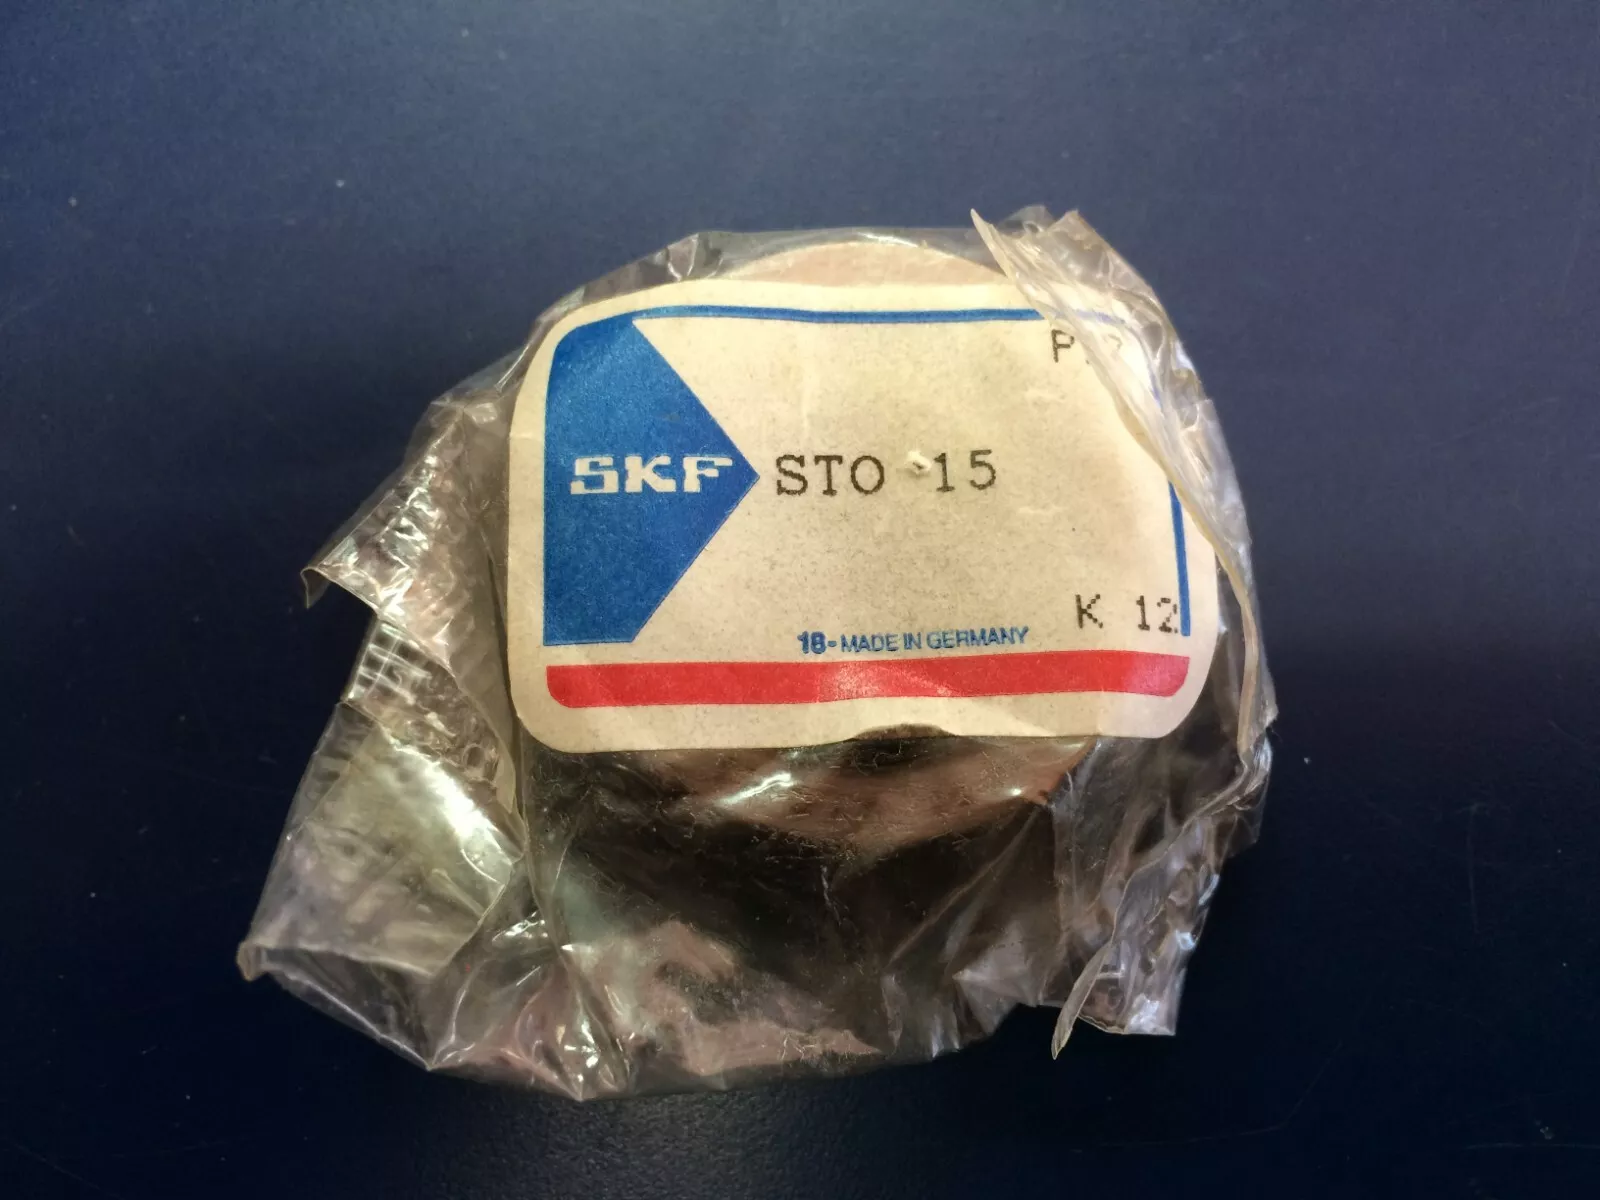 SKF
STO 15
K 12
18- MADE IN GERMANY